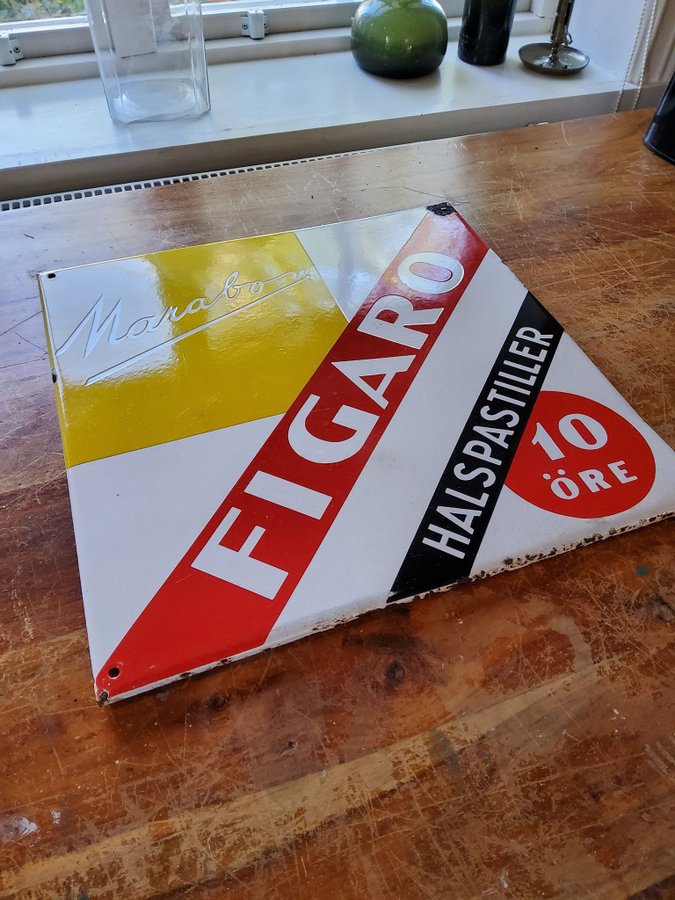 Marabou
FIGARO
HALSPASTILLER
10
ÖRE